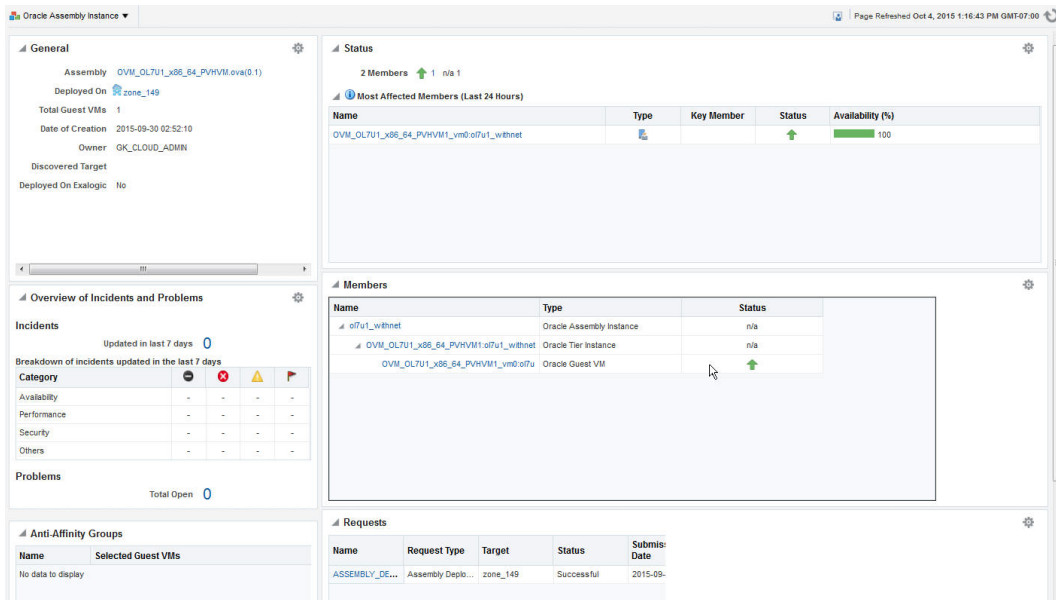 Oracle Assembly Instance
Page Refreshed Oct 4, 2015 1:16:43 PM GMT-07:00
General
Assembly OVM_OL7U1_x86_64_PVHVM.ova(0.1)
Deployed On zone_149
Total Guest VMs 1
Date of Creation 2015-09-30 02:52:10
Owner GK_CLOUD_ADMIN
Discovered Target
Deployed On Exalogic No
Status
2 Members 1 n/a 1
Most Affected Members (Last 24 Hours)
Name Type Key Member Status Availability (%)
OVM_OL7U1_x86_64_PVHVM1_vm0:ol7u1_withnet 100
Overview of Incidents and Problems
Incidents
Updated in last 7 days 0
Breakdown of incidents updated in the last 7 days
Category
Availability - - - -
Performance - - - -
Security - - - -
Others - - - -
Problems
Total Open 0
Members
Name Type Status
ol7u1_withnet Oracle Assembly Instance n/a
OVM_OL7U1_x86_64_PVHVM1:ol7u1_withnet Oracle Tier Instance n/a
OVM_OL7U1_x86_64_PVHVM1_vm0:ol7u Oracle Guest VM
Anti-Affinity Groups
Name Selected Guest VMs
No data to display
Requests
Name Request Type Target Status Submis:
Date
ASSEMBLY_DE... Assembly Deplo... zone_149 Successful 2015-09-